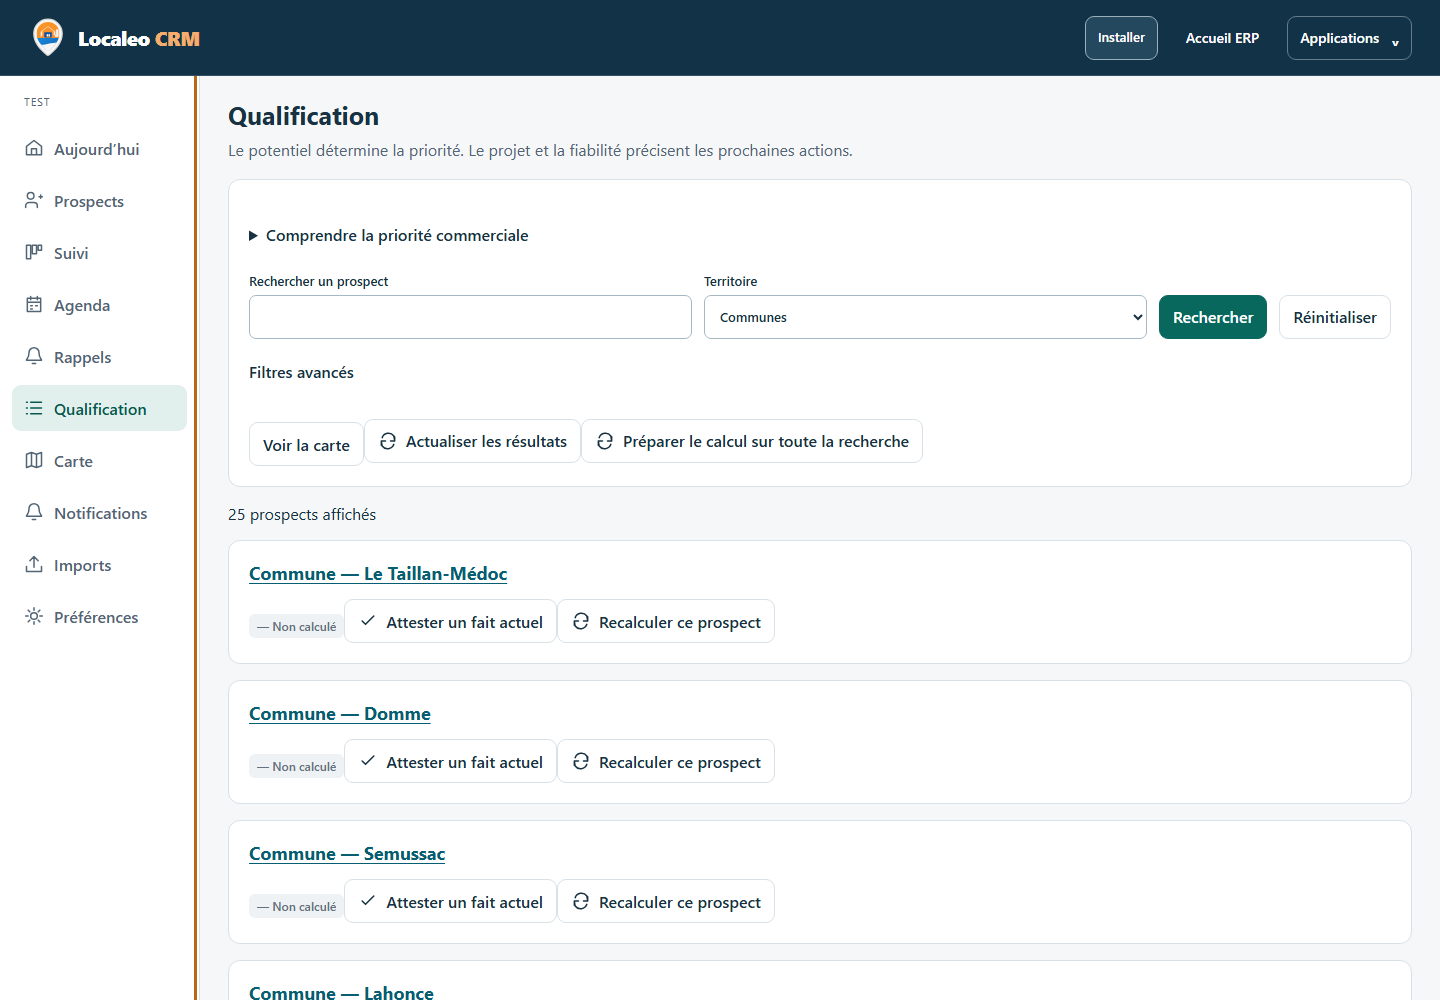 Localeo CRM
Installer
Accueil ERP
Applications
TEST
Aujourd’hui
Prospects
Suivi
Agenda
Rappels
Qualification
Carte
Notifications
Imports
Préférences
Qualification
Le potentiel détermine la priorité. Le projet et la fiabilité précisent les prochaines actions.
Comprendre la priorité commerciale
Rechercher un prospect
Territoire
Communes
Rechercher
Réinitialiser
Filtres avancés
Voir la carte
Actualiser les résultats
Préparer le calcul sur toute la recherche
25 prospects affichés
Commune — Le Taillan-Médoc
— Non calculé
Attester un fait actuel
Recalculer ce prospect
Commune — Domme
— Non calculé
Attester un fait actuel
Recalculer ce prospect
Commune — Semussac
— Non calculé
Attester un fait actuel
Recalculer ce prospect
Commune — Lahonce